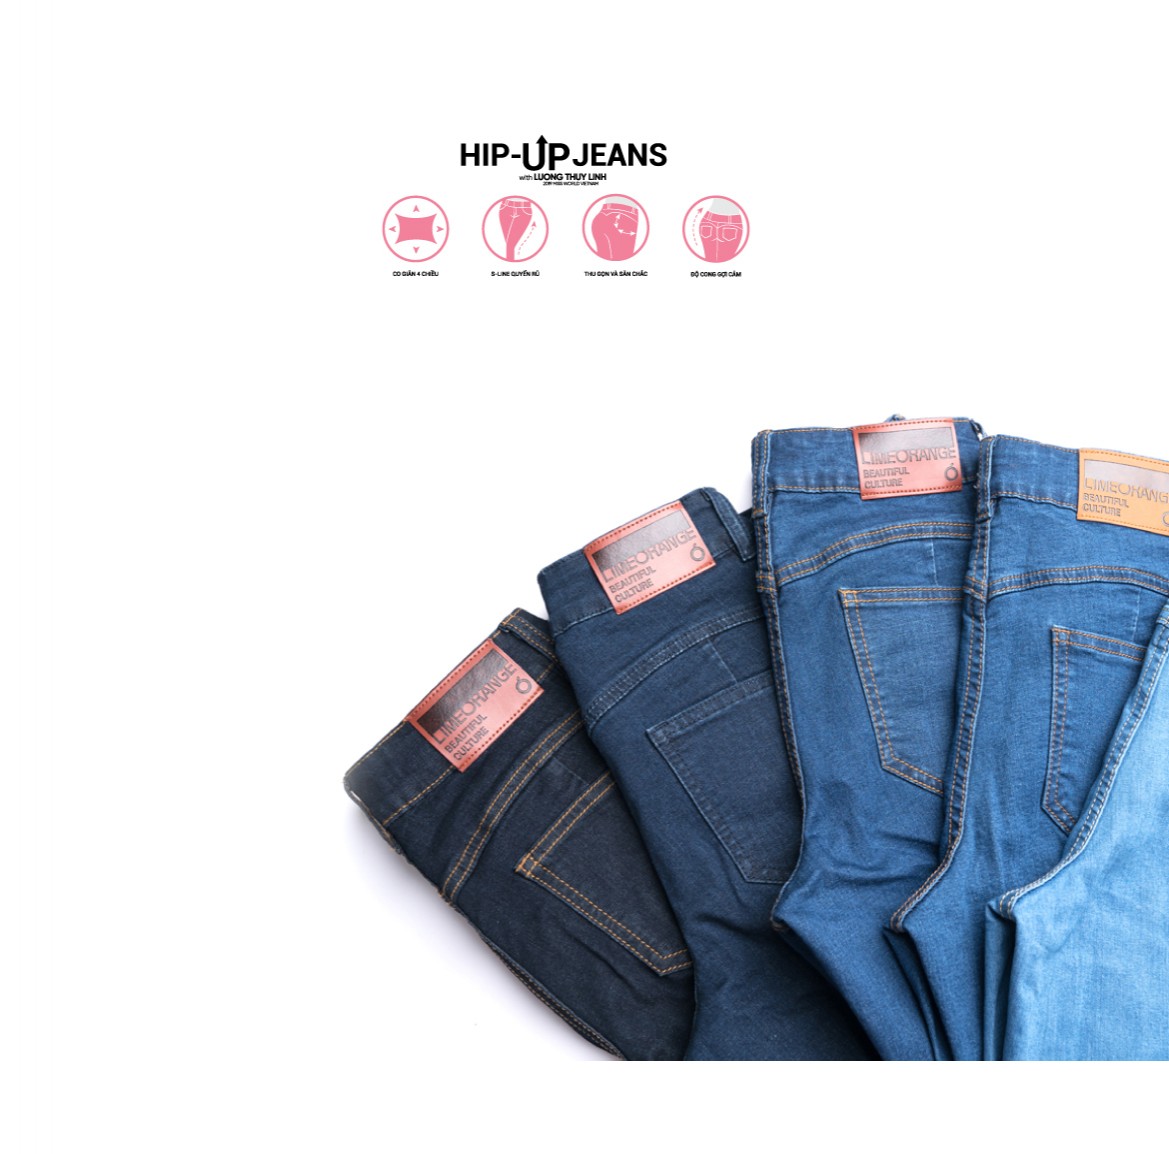 HIP-UP JEANS
with LUONG THUY LINH
2019 MISS WORLD VIETNAM
CO GIÃN 4 CHIỀU
S-LINE QUYẾN RŨ
THU GỌN VÀ SĂN CHẮC
ĐỘ CONG GỢI CẢM
LIMEORANGE
BEAUTIFUL
CULTURE
LIMEORANGE
BEAUTIFUL
CULTURE
LIMEORANGE
BEAUTIFUL
CULTURE
LIMEORANG
BEAUTIFUL
CULTURE